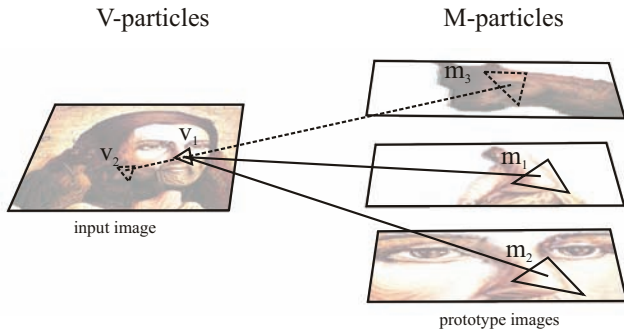 V-particles
M-particles
m3
v1
v2
m1
m2
input image
prototype images